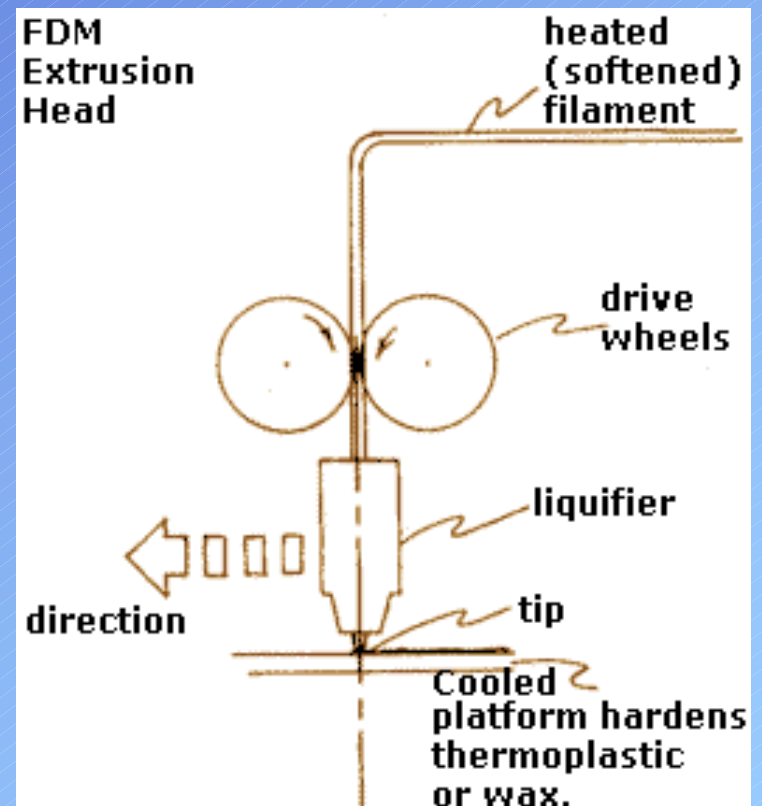 FDM
Extrusion
Head
heated
(softened)
filament
drive
wheels
liquifier
direction
tip
Cooled
platform hardens
thermoplastic
or wax.